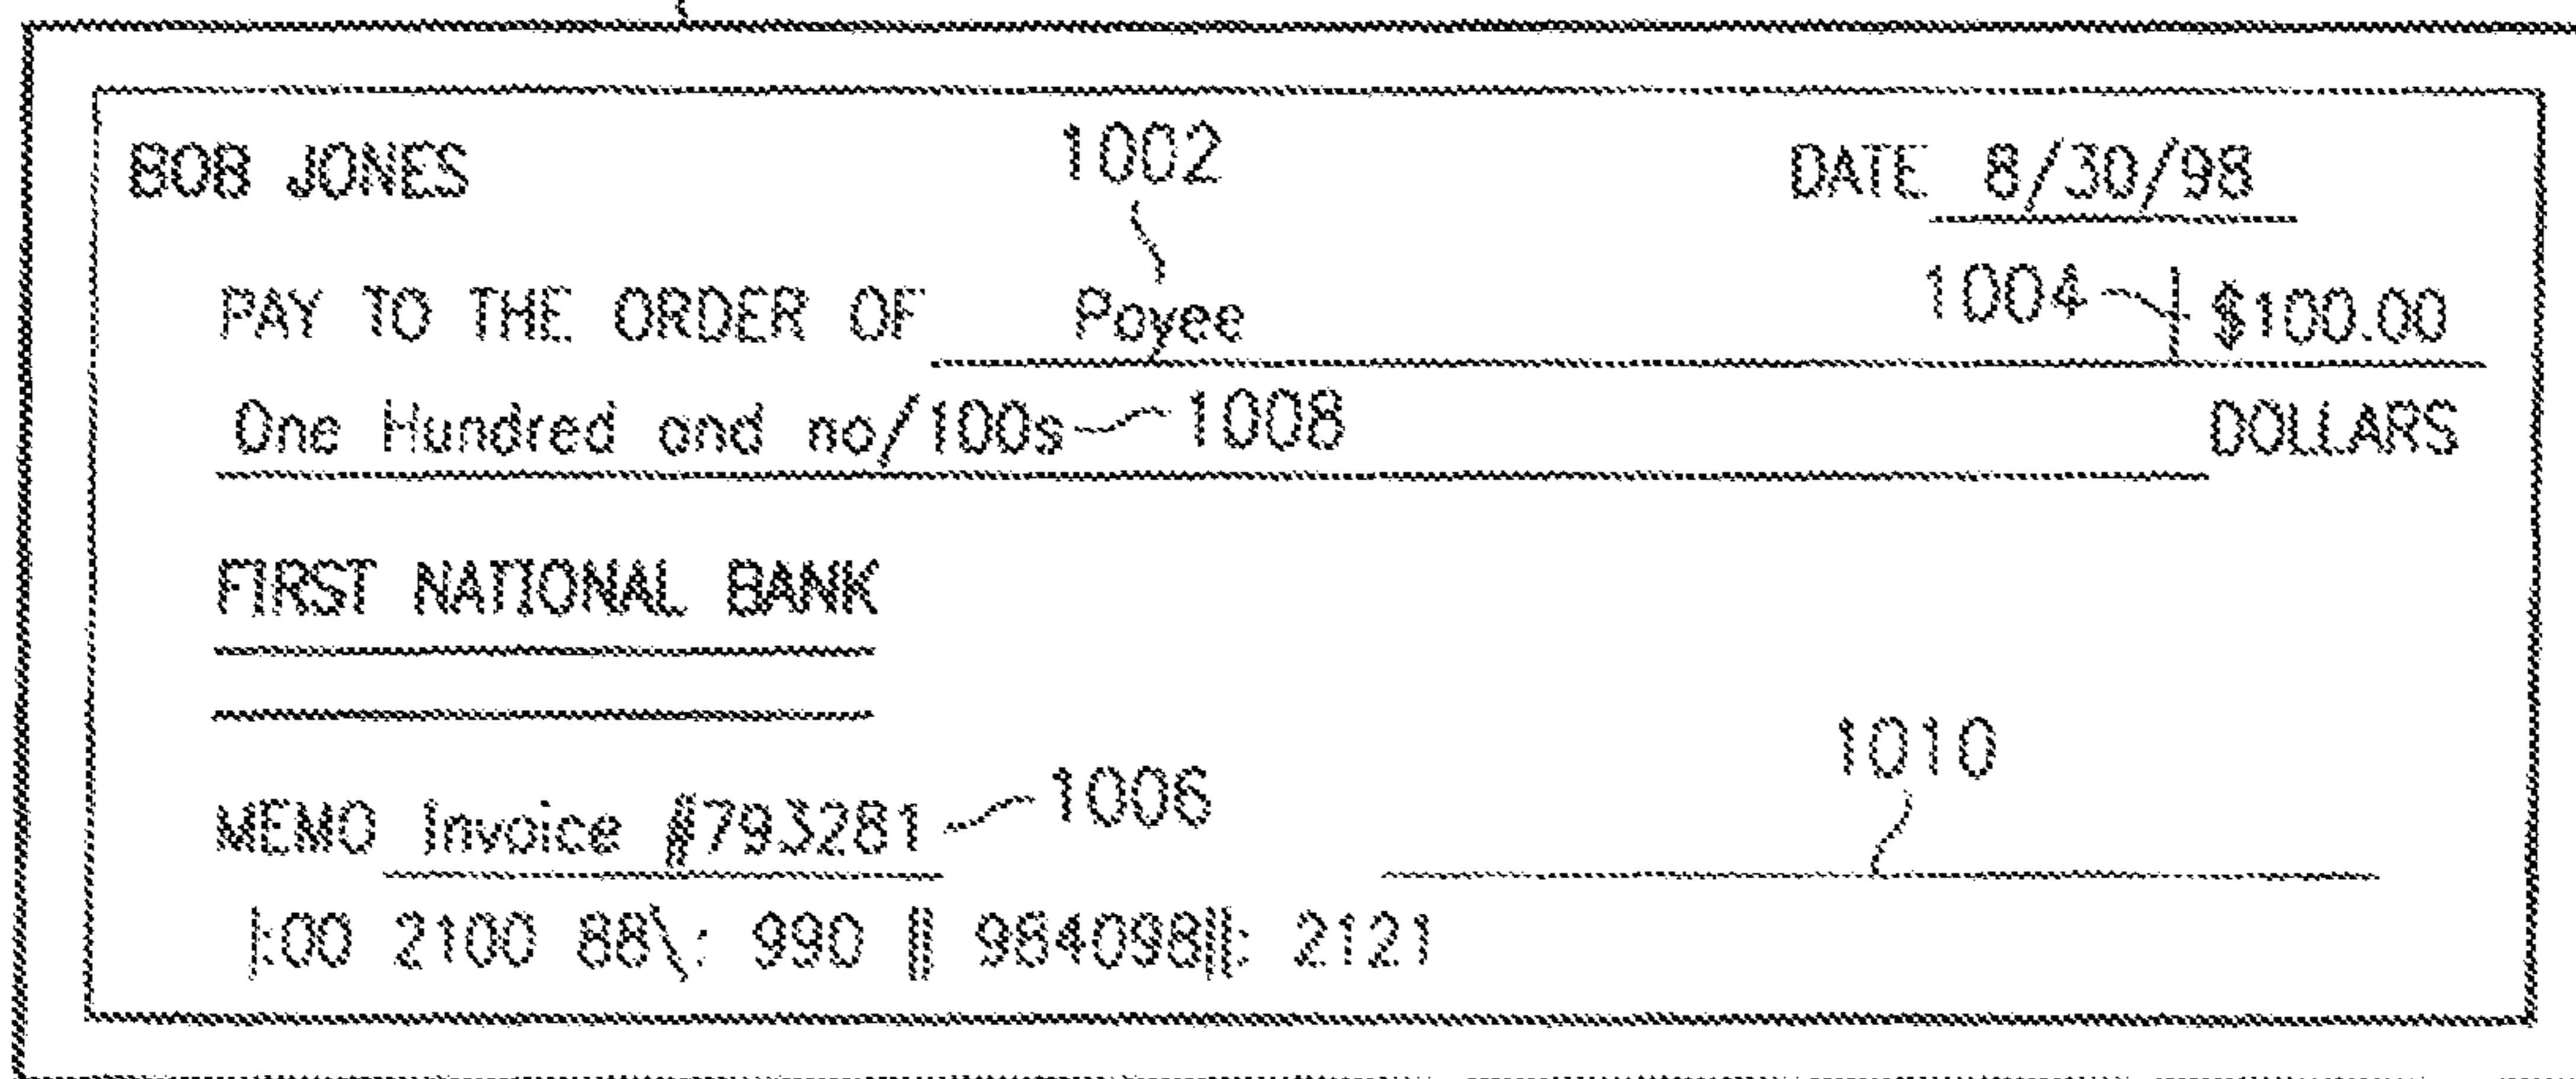 1002
BOB JONES DATE 8/30/98
PAY TO THE ORDER OF Payee 1004 $100.00
One Hundred and no/100s 1008 DOLLARS
FIRST NATIONAL BANK
1010
MEMO Invoice #793281 1006
|:00 2100 88\: 990 || 984098||: 2121